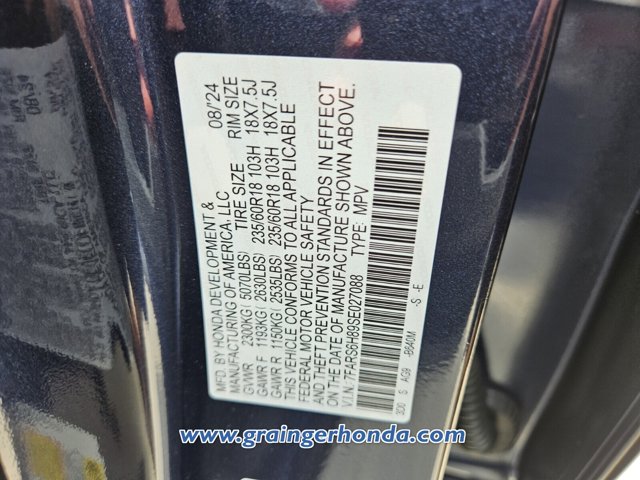 MFD. BY HONDA DEVELOPMENT & 08/'24
MANUFACTURING OF AMERICA, LLC TIRE SIZE RIM SIZE
GVWR 2300KG ( 5070LBS)
GAWR F 1193KG ( 2630LBS) 235/60R18 103H 18X7.5J
GAWR R 1150KG ( 2535LBS) 235/60R18 103H 18X7.5J
THIS VEHICLE CONFORMS TO ALL APPLICABLE
FEDERAL MOTOR VEHICLE SAFETY
AND THEFT PREVENTION STANDARDS IN EFFECT
ON THE DATE OF MANUFACTURE SHOWN ABOVE.
V.I.N.:7FARS6H89SE027088 TYPE: MPV
3D0 S AG9 -B640M -S -E
www.graingerhonda.com